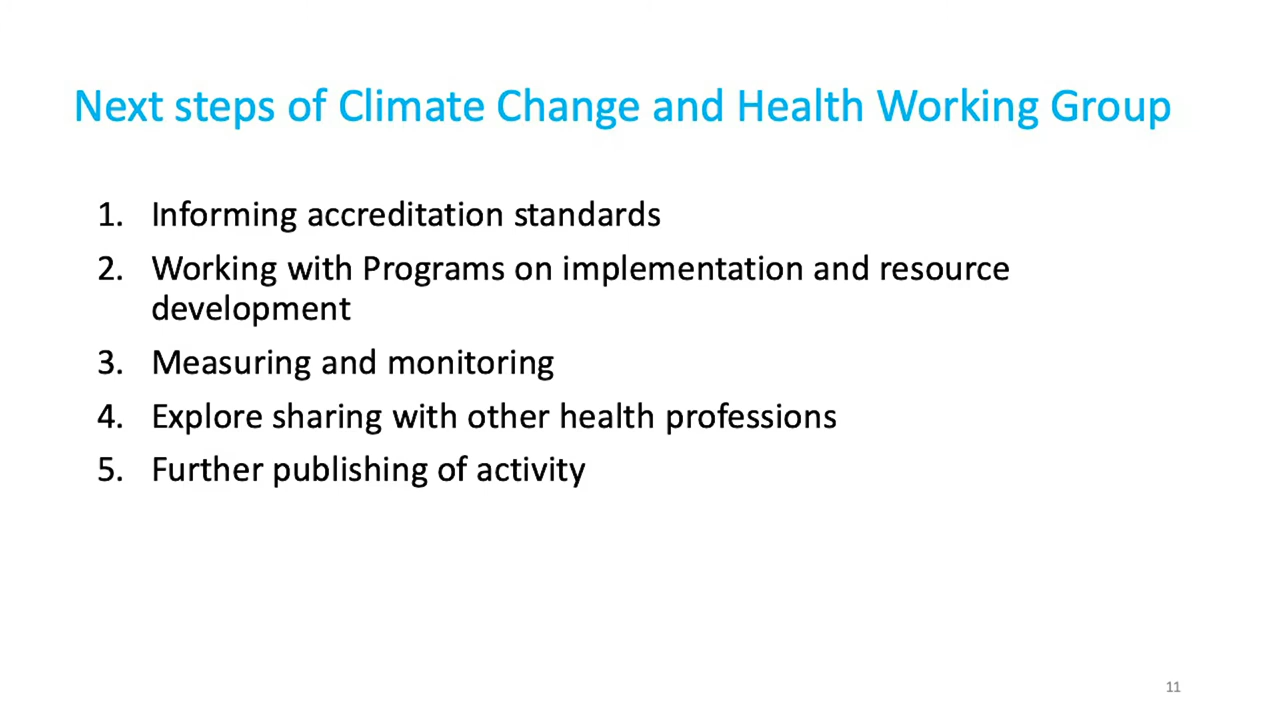 Next steps of Climate Change and Health Working Group
1. Informing accreditation standards
2. Working with Programs on implementation and resource
development
3. Measuring and monitoring
4. Explore sharing with other health professions
5. Further publishing of activity
11